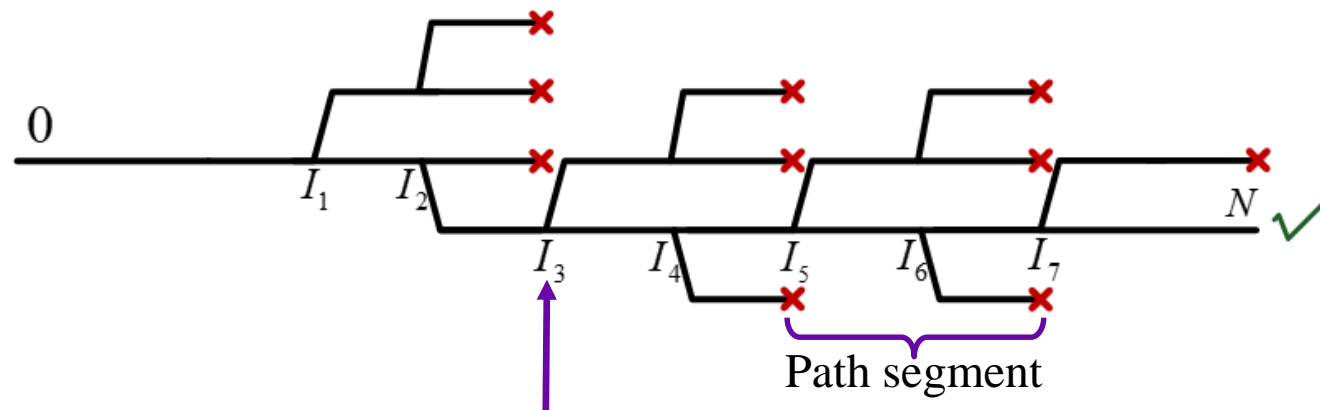 0
I₁ I₂ N
I₃ I₄ I₅ I₆ I₇
Path segment